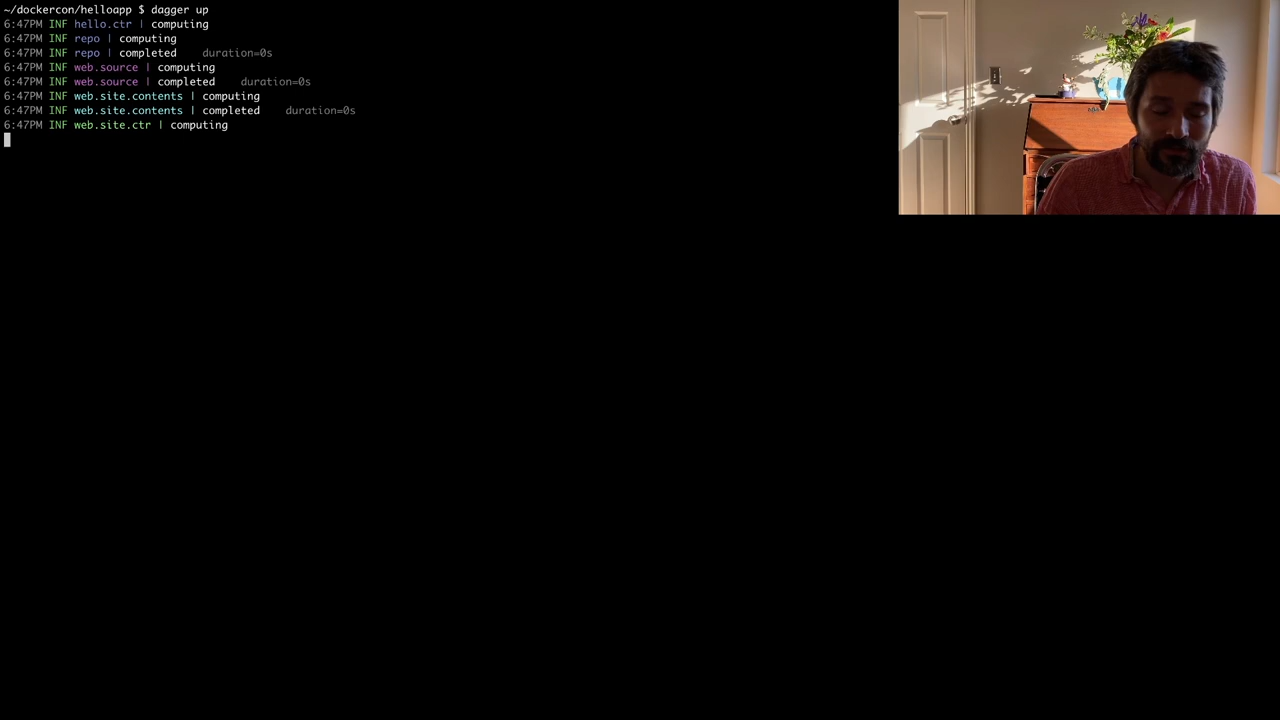 ~/dockercon/helloapp $ dagger up
6:47PM INF hello.ctr | computing
6:47PM INF repo | computing
6:47PM INF repo | completed    duration=0s
6:47PM INF web.source | computing
6:47PM INF web.source | completed    duration=0s
6:47PM INF web.site.contents | computing
6:47PM INF web.site.contents | completed    duration=0s
6:47PM INF web.site.ctr | computing